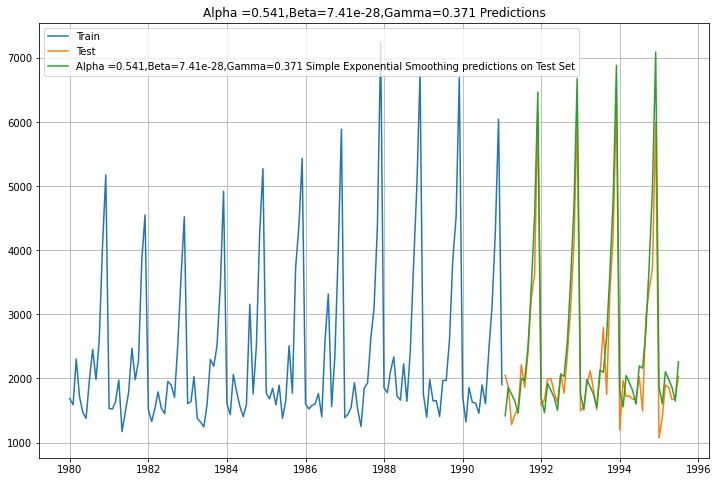 Alpha =0.541,Beta=7.41e-28,Gamma=0.371 Predictions
Train
Test
Alpha =0.541,Beta=7.41e-28,Gamma=0.371 Simple Exponential Smoothing predictions on Test Set
7000
6000
5000
4000
3000
2000
1000
1980 1982 1984 1986 1988 1990 1992 1994 1996